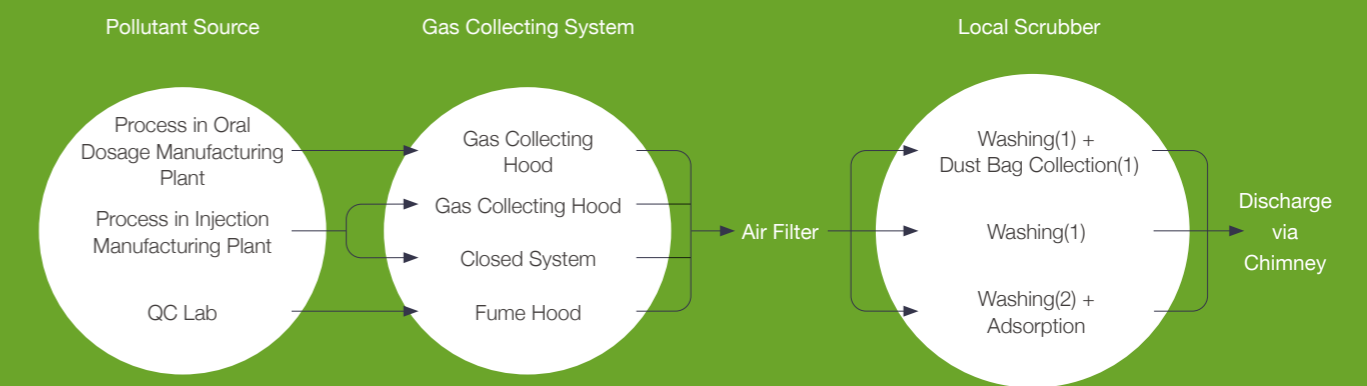 Pollutant Source
Gas Collecting System
Local Scrubber
Process in Oral
Dosage Manufacturing
Plant
Process in Injection
Manufacturing Plant
QC Lab
Gas Collecting
Hood
Gas Collecting Hood
Closed System
Fume Hood
Air Filter
Washing(1) +
Dust Bag Collection(1)
Washing(1)
Washing(2) +
Adsorption
Discharge
via
Chimney